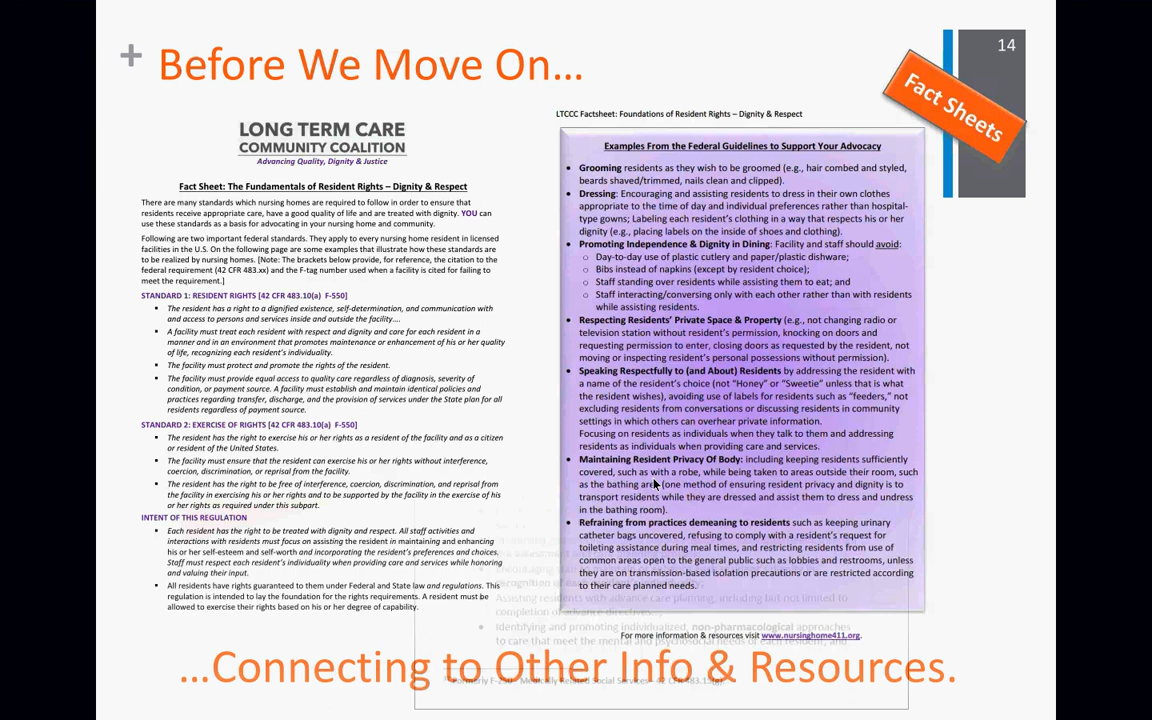 + Before We Move On...
14
Fact Sheets
LONG TERM CARE
COMMUNITY COALITION
Advancing Quality, Dignity & Justice
Fact Sheet: The Fundamentals of Resident Rights – Dignity & Respect
There are many standards which nursing homes are required to follow in order to ensure that
residents receive appropriate care, have a good quality of life and are treated with dignity. YOU can
use these standards as a basis for advocating in your nursing home and community.
Following are two important federal standards. They apply to every nursing home resident in licensed
facilities in the U.S. On the following page are some examples that illustrate how these standards are
to be realized by nursing homes. [Note: The brackets below provide, for reference, the citation to the
federal requirement (42 CFR 483.xx) and the F-tag number used when a facility is cited for failing to
meet the requirement.]
STANDARD 1: RESIDENT RIGHTS [42 CFR 483.10(a) F-550]
▪ The resident has a right to a dignified existence, self-determination, and communication with
and access to persons and services inside and outside the facility....
▪ A facility must treat each resident with respect and dignity and care for each resident in a
manner and in an environment that promotes maintenance or enhancement of his or her quality
of life, recognizing each resident's individuality.
▪ The facility must protect and promote the rights of the resident.
▪ The facility must provide equal access to quality care regardless of diagnosis, severity of
condition, or payment source. A facility must establish and maintain identical policies and
practices regarding transfer, discharge, and the provision of services under the State plan for all
residents regardless of payment source.
STANDARD 2: EXERCISE OF RIGHTS [42 CFR 483.10(a) F-550]
▪ The resident has the right to exercise his or her rights as a resident of the facility and as a citizen
or resident of the United States.
▪ The facility must ensure that the resident can exercise his or her rights without interference,
coercion, discrimination, or reprisal from the facility.
▪ The resident has the right to be free of interference, coercion, discrimination, and reprisal from
the facility in exercising his or her rights and to be supported by the facility in the exercise of his
or her rights as required under this subpart.
INTENT OF THIS REGULATION
▪ Each resident has the right to be treated with dignity and respect. All staff activities and
interactions with residents must focus on assisting the resident in maintaining and enhancing
his or her self-esteem and self-worth and incorporating the resident's preferences and choices.
Staff must respect each resident's individuality when providing care and services while honoring
and valuing their input.
▪ All residents have rights guaranteed to them under Federal and State law and regulations. This
regulation is intended to lay the foundation for the rights requirements. A resident must be
allowed to exercise their rights based on his or her degree of capability.
LTCCC Factsheet: Foundations of Resident Rights – Dignity & Respect
Examples From the Federal Guidelines to Support Your Advocacy
• Grooming residents as they wish to be groomed (e.g., hair combed and styled,
beards shaved/trimmed, nails clean and clipped).
• Dressing: Encouraging and assisting residents to dress in their own clothes
appropriate to the time of day and individual preferences rather than hospital-
type gowns; Labeling each resident's clothing in a way that respects his or her
dignity (e.g., placing labels on the inside of shoes and clothing).
• Promoting Independence & Dignity in Dining: Facility and staff should avoid:
○ Day-to-day use of plastic cutlery and paper/plastic dishware;
○ Bibs instead of napkins (except by resident choice);
○ Staff standing over residents while assisting them to eat; and
○ Staff interacting/conversing only with each other rather than with residents
while assisting residents.
• Respecting Residents' Private Space & Property (e.g., not changing radio or
television station without resident's permission, knocking on doors and
requesting permission to enter, closing doors as requested by the resident, not
moving or inspecting resident's personal possessions without permission).
• Speaking Respectfully to (and About) Residents by addressing the resident with
a name of the resident's choice (not “Honey” or “Sweetie” unless that is what
the resident wishes), avoiding use of labels for residents such as “feeders,” not
excluding residents from conversations or discussing residents in community
settings in which others can overhear private information.
Focusing on residents as individuals when they talk to them and addressing
residents as individuals when providing care and services.
• Maintaining Resident Privacy Of Body: including keeping residents sufficiently
covered, such as with a robe, while being taken to areas outside their room, such
as the bathing area (one method of ensuring resident privacy and dignity is to
transport residents while they are dressed and assist them to dress and undress
in the bathing room).
• Refraining from practices demeaning to residents such as keeping urinary
catheter bags uncovered, refusing to comply with a resident's request for
toileting assistance during meal times, and restricting residents from use of
common areas open to the general public such as lobbies and restrooms, unless
they are on transmission-based isolation precautions or are restricted according
to their care planned needs.
Assisting residents with advance care planning, including but not limited to
completion of advance directives...
• Identifying and promoting individualized, non-pharmacological approaches
to care that meet the mental and psychosocial needs of each resident; and
For more information & resources visit www.nursinghome411.org.
...Connecting to Other Info & Resources.